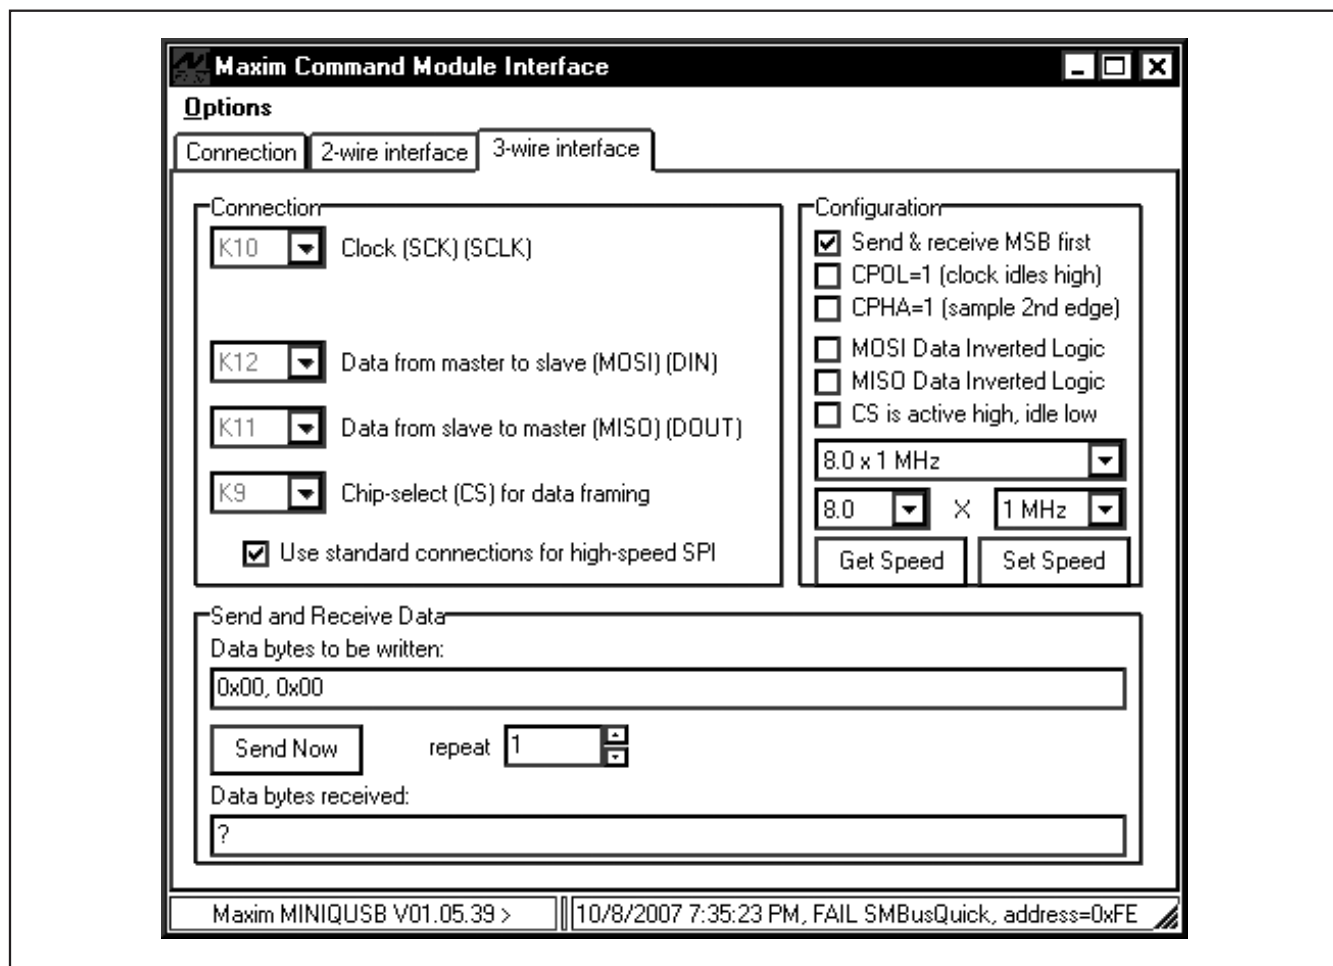 Maxim Command Module Interface
Options
Connection 2-wire interface 3-wire interface
Connection
K10 Clock (SCK) (SCLK)
K12 Data from master to slave (MOSI) (DIN)
K11 Data from slave to master (MISO) (DOUT)
K9 Chip-select (CS) for data framing
Use standard connections for high-speed SPI
Configuration
Send & receive MSB first
CPOL=1 (clock idles high)
CPHA=1 (sample 2nd edge)
MOSI Data Inverted Logic
MISO Data Inverted Logic
CS is active high, idle low
8.0 x 1 MHz
8.0 X 1 MHz
Get Speed Set Speed
Send and Receive Data
Data bytes to be written:
0x00, 0x00
Send Now repeat 1
Data bytes received:
?
Maxim MINIQUSB V01.05.39 > 10/8/2007 7:35:23 PM, FAIL SMBusQuick, address=0xFE